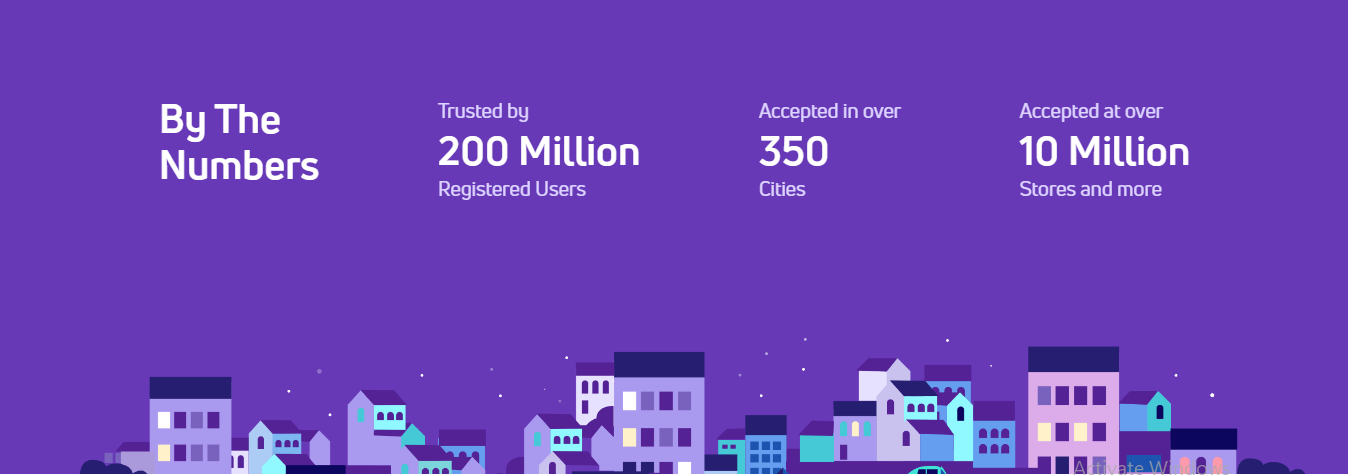 By The
Numbers
Trusted by
200 Million
Registered Users
Accepted in over
350
Cities
Accepted at over
10 Million
Stores and more
Activate Windows